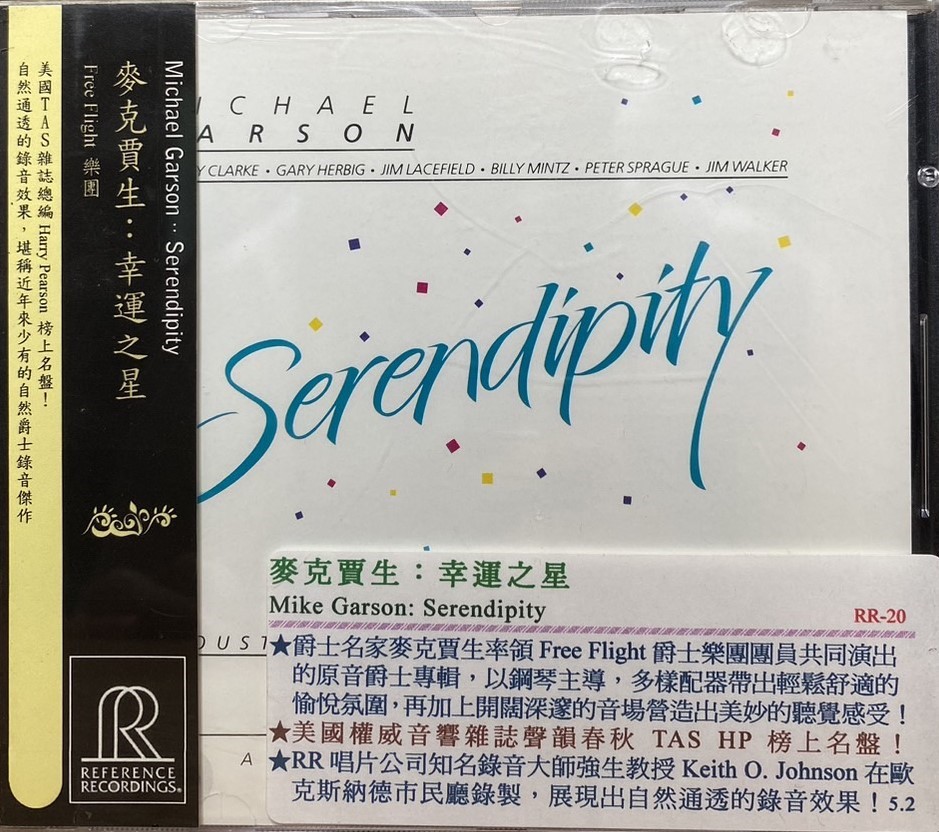 Michael Garson : Serendipity
麥克賈生：幸運之星
Free Flight 樂團
美國TAS雜誌總編 Harry Pearson 榜上名盤！
自然通透的錄音效果，堪稱近年來少有的自然爵士錄音傑作
RR
REFERENCE
RECORDINGS®
ICHAEL
ARSON
Y CLARKE • GARY HERBIG • JIM LACEFIELD • BILLY MINTZ • PETER SPRAGUE • JIM WALKER
Serendipity
OUST
A
麥克賈生：幸運之星
Mike Garson: Serendipity
RR-20
★爵士名家麥克賈生率領 Free Flight 爵士樂團團員共同演出
的原音爵士專輯，以鋼琴主導，多樣配器帶出輕鬆舒適的
愉悅氛圍，再加上開闊深邃的音場營造出美妙的聽覺感受！
★美國權威音響雜誌聲韻春秋 TAS HP 榜上名盤！
★RR 唱片公司知名錄音大師強生教授 Keith O. Johnson 在歐
克斯納德市民廳錄製，展現出自然通透的錄音效果！5.2